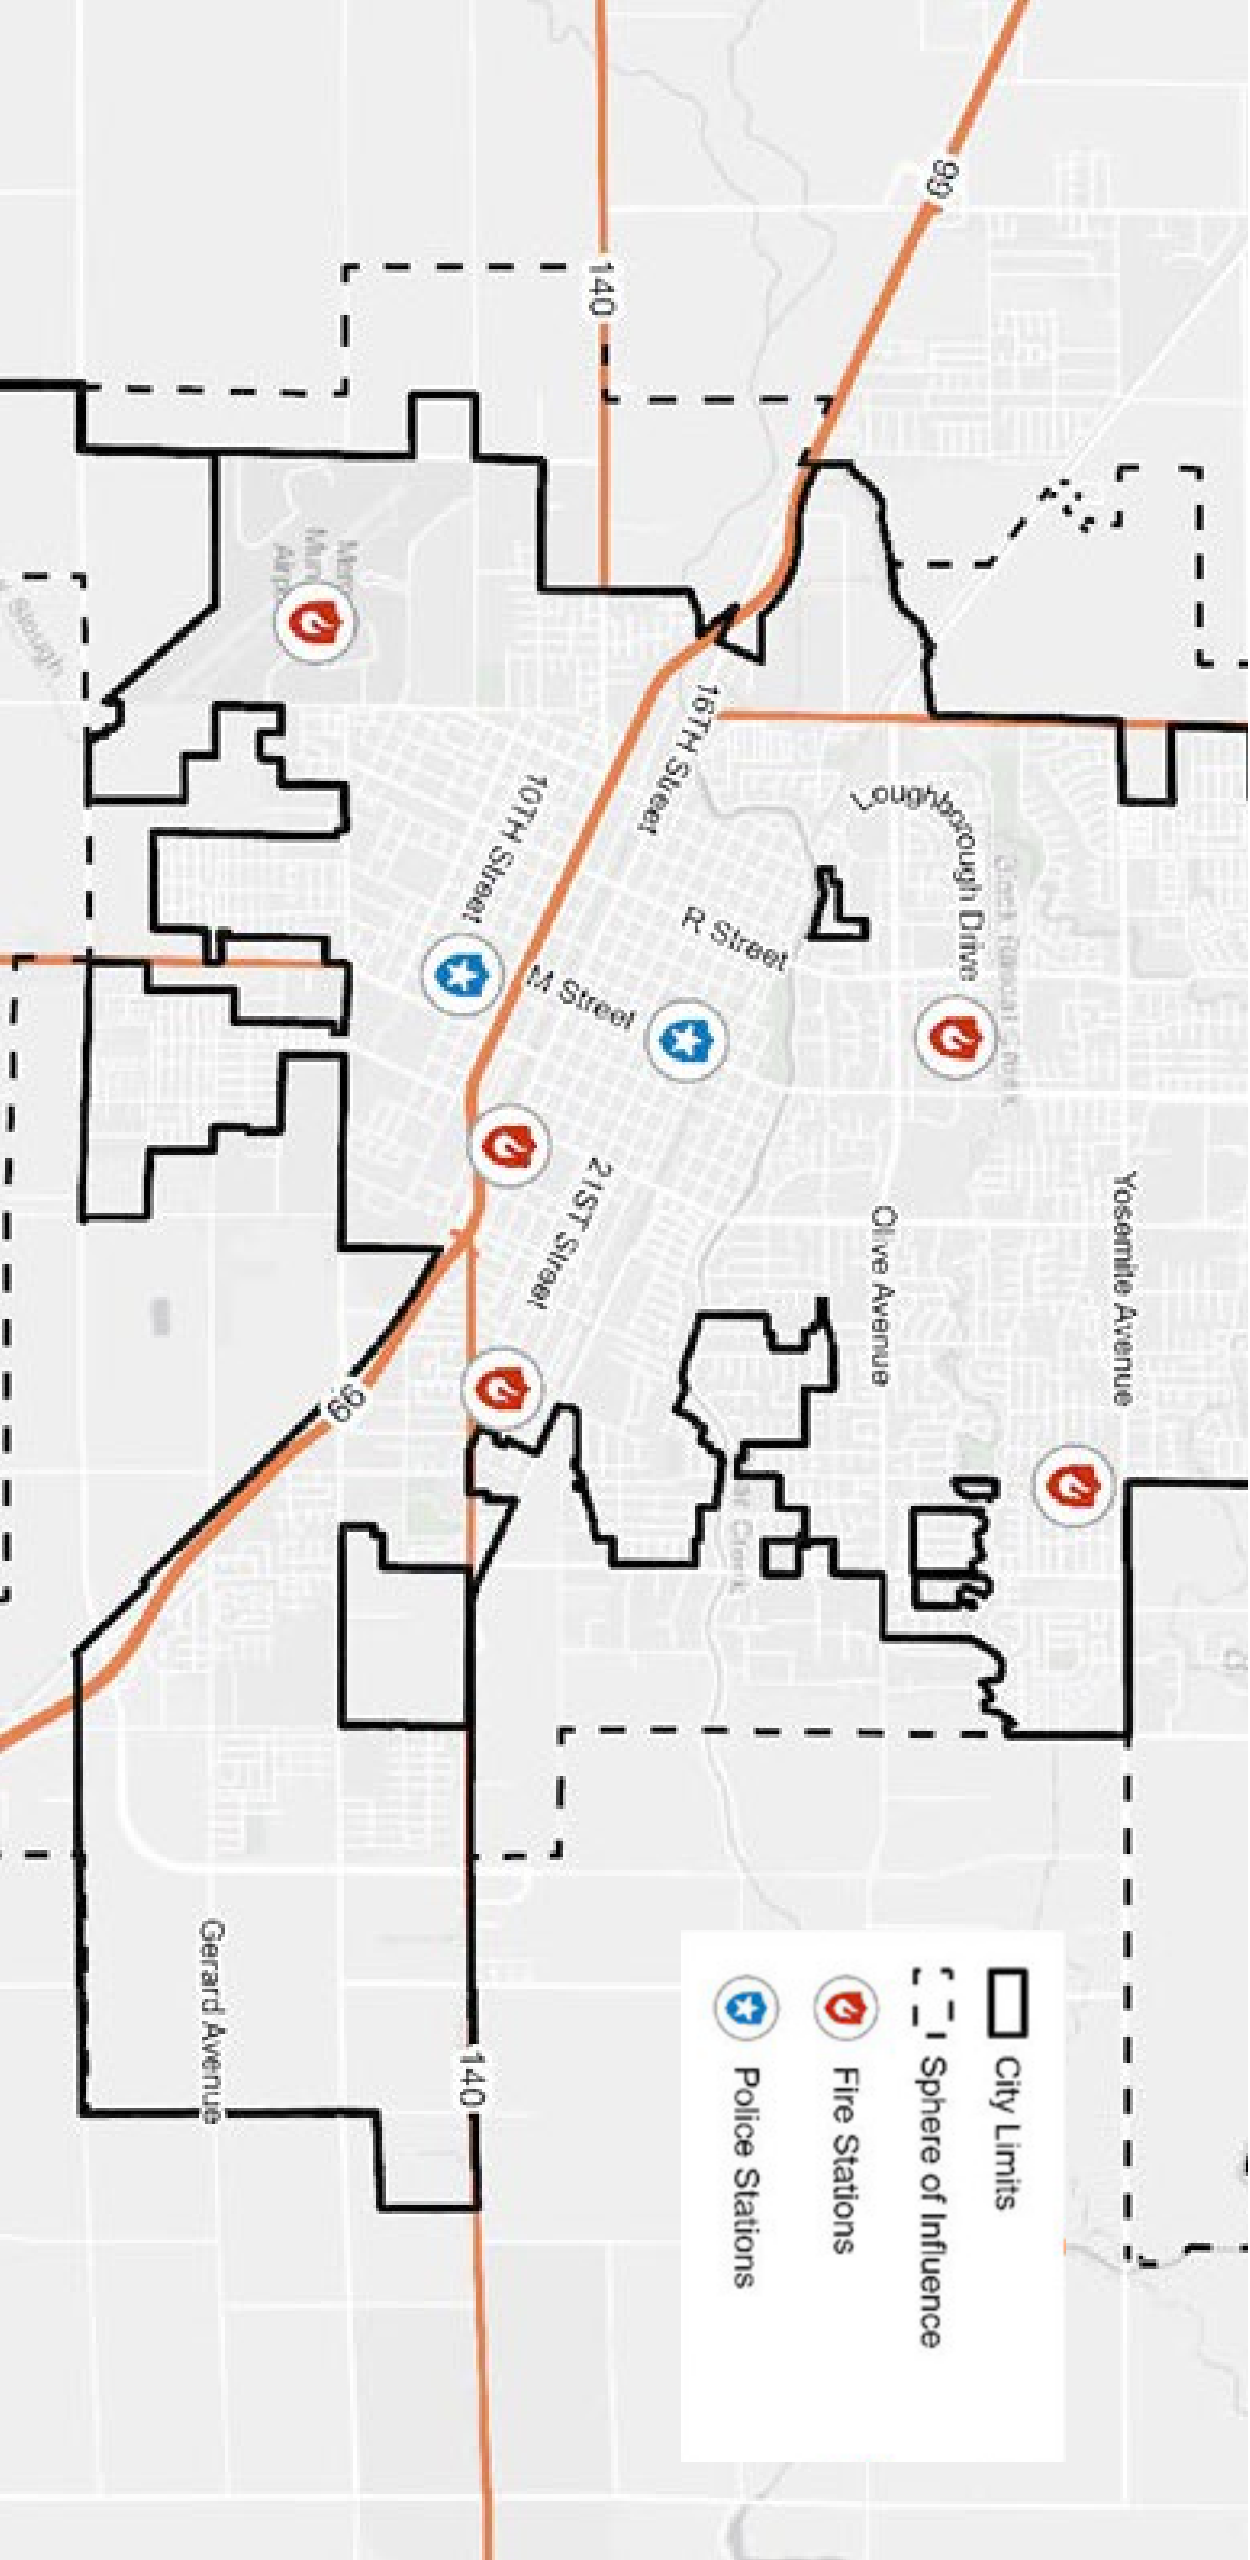 99
140
Yosemite Avenue
Loughborough Drive
Olive Avenue
R Street
16TH Street
M Street
10TH Street
21ST Street
99
Gerard Avenue
140
Slough
City Limits
Sphere of Influence
Fire Stations
Police Stations